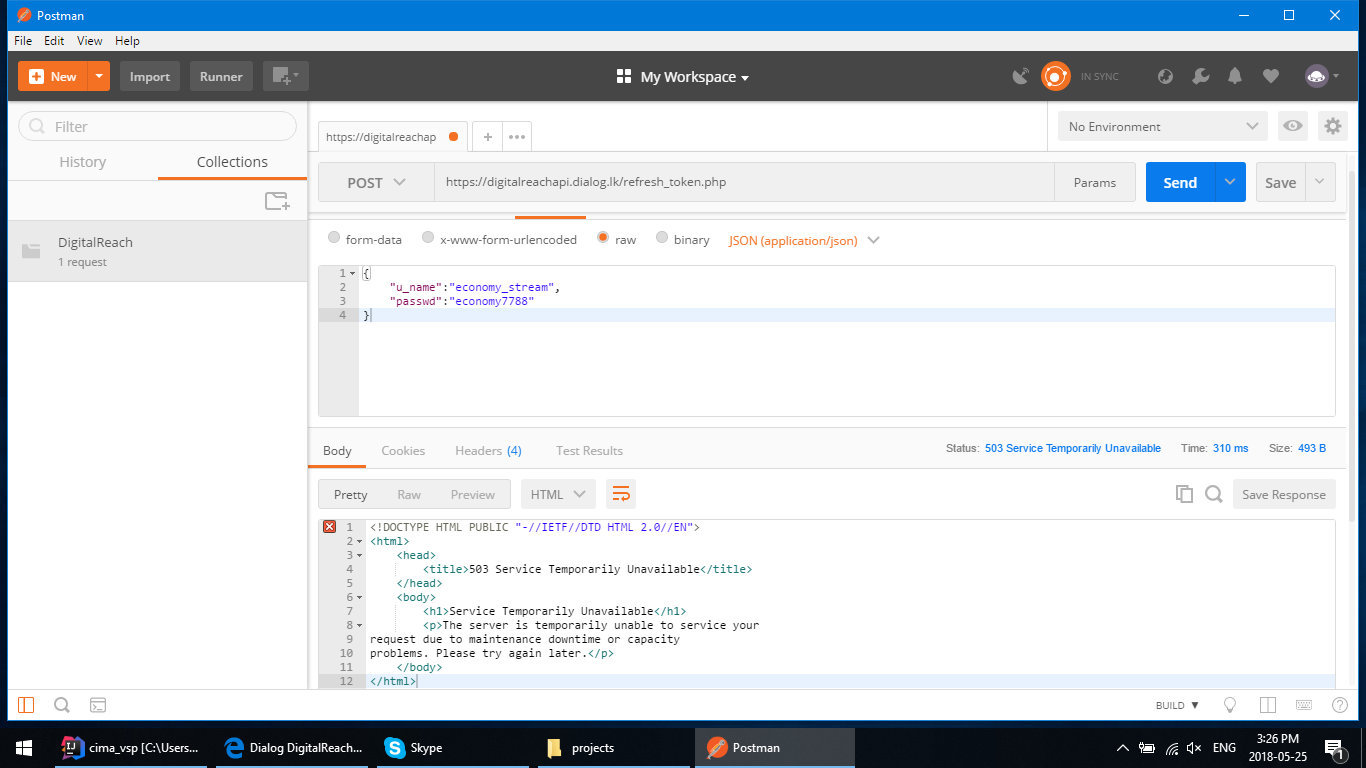 Postman
File Edit View Help
New Import Runner My Workspace IN SYNC
Filter
History Collections
DigitalReach
1 request
https://digitalreachap + ••• No Environment
POST https://digitalreachapi.dialog.lk/refresh_token.php Params Send Save
form-data x-www-form-urlencoded raw binary JSON (application/json)
1 {
2 "u_name":"economy_stream",
3 "passwd":"economy7788"
4 }
Body Cookies Headers (4) Test Results Status: 503 Service Temporarily Unavailable Time: 310 ms Size: 493 B
Pretty Raw Preview HTML Save Response
1 <!DOCTYPE HTML PUBLIC "-//IETF//DTD HTML 2.0//EN">
2 <html>
3 <head>
4 <title>503 Service Temporarily Unavailable</title>
5 </head>
6 <body>
7 <h1>Service Temporarily Unavailable</h1>
8 <p>The server is temporarily unable to service your
9 request due to maintenance downtime or capacity
10 problems. Please try again later.</p>
11 </body>
12 </html>
BUILD
cima_vsp [C:\Users... Dialog DigitalReach... Skype projects Postman ENG 3:26 PM
2018-05-25 1